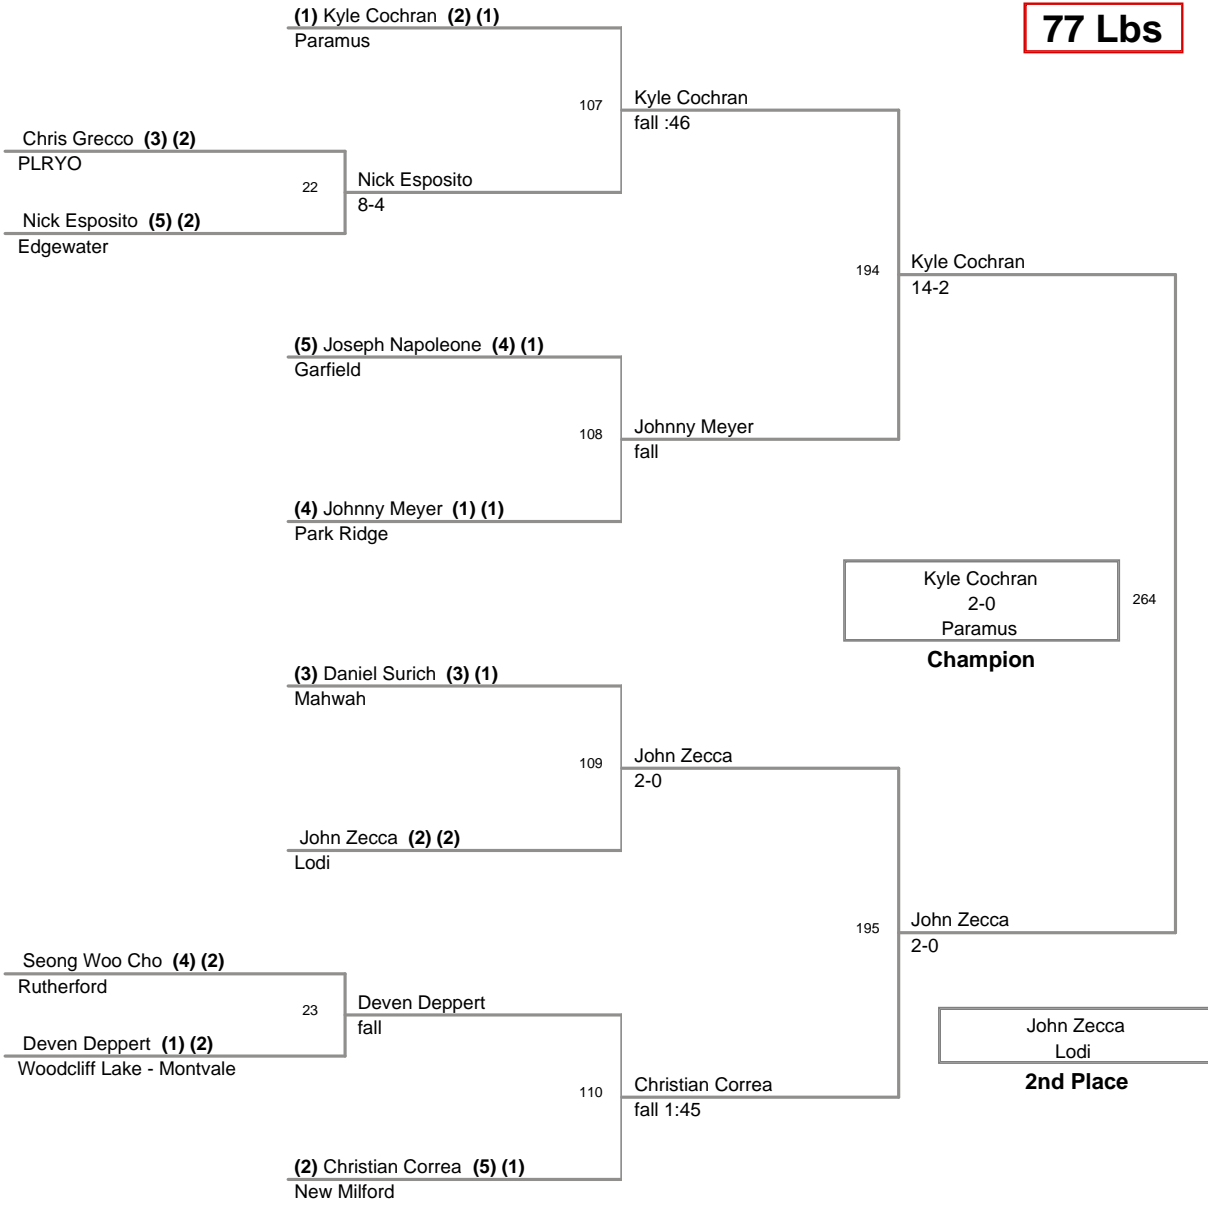 (1) Kyle Cochran (2) (1)
Paramus
77 Lbs
107
Kyle Cochran
fall :46
Chris Grecco (3) (2)
PLRYO
22
Nick Esposito
8-4
Nick Esposito (5) (2)
Edgewater
194
Kyle Cochran
14-2
(5) Joseph Napoleone (4) (1)
Garfield
108
Johnny Meyer
fall
(4) Johnny Meyer (1) (1)
Park Ridge
Kyle Cochran
2-0
Paramus
264
Champion
(3) Daniel Surich (3) (1)
Mahwah
109
John Zecca
2-0
John Zecca (2) (2)
Lodi
195
John Zecca
2-0
Seong Woo Cho (4) (2)
Rutherford
23
Deven Deppert
fall
Deven Deppert (1) (2)
Woodcliff Lake - Montvale
John Zecca
Lodi
2nd Place
110
Christian Correa
fall 1:45
(2) Christian Correa (5) (1)
New Milford